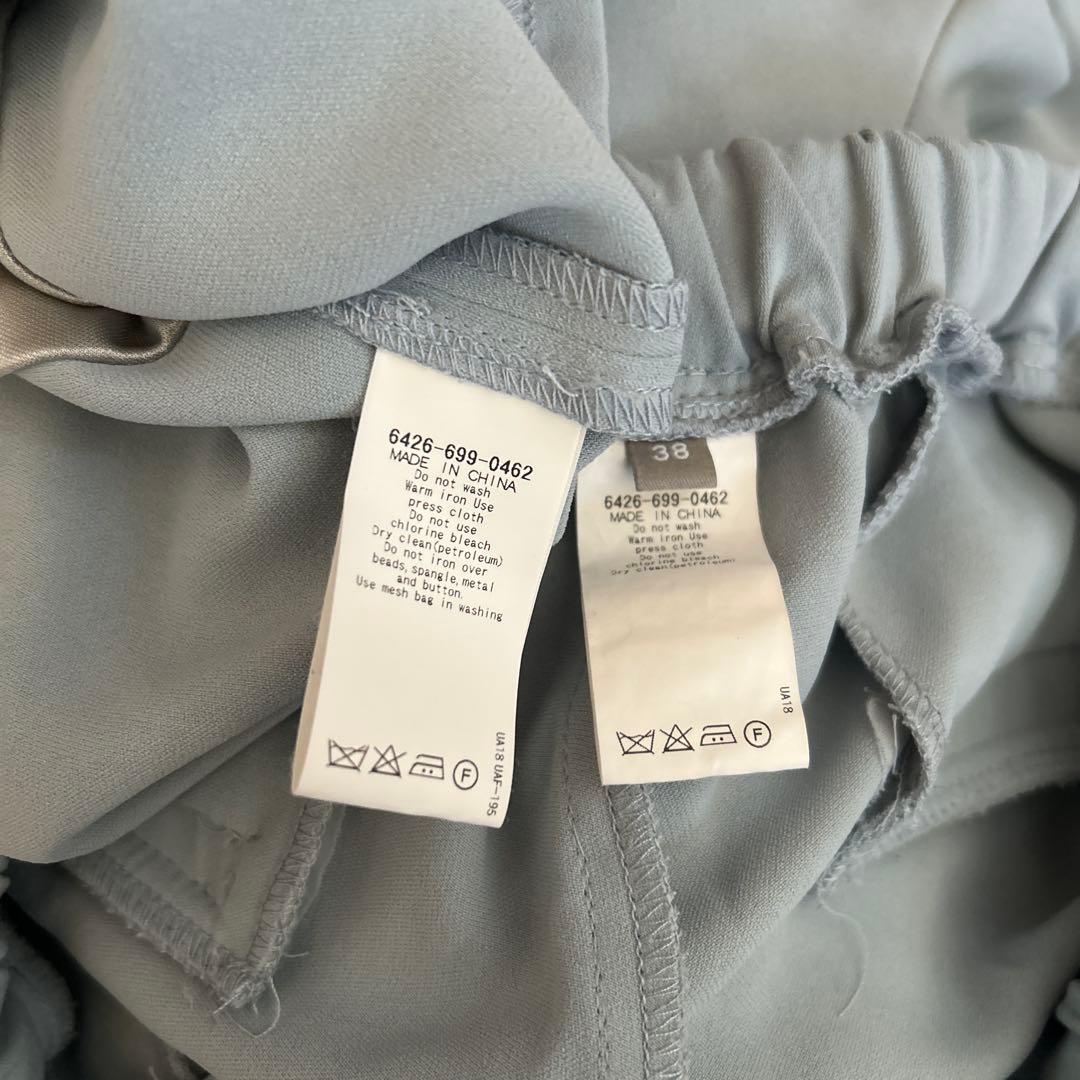 6426-699-0462
MADE IN CHINA
Do not wash
Warm iron Use
press cloth
Do not use
chlorine bleach
Dry clean(petroleum)
Do not iron over
beads, spangle, metal
and button.
Use mesh bag in washing
UA18 UAF-195
F
38
6426-699-0462
MADE IN CHINA
Do not wash
Warm iron Use
press cloth
Do not use
chlorine bleach
Dry clean(petroleum)
UA18
F